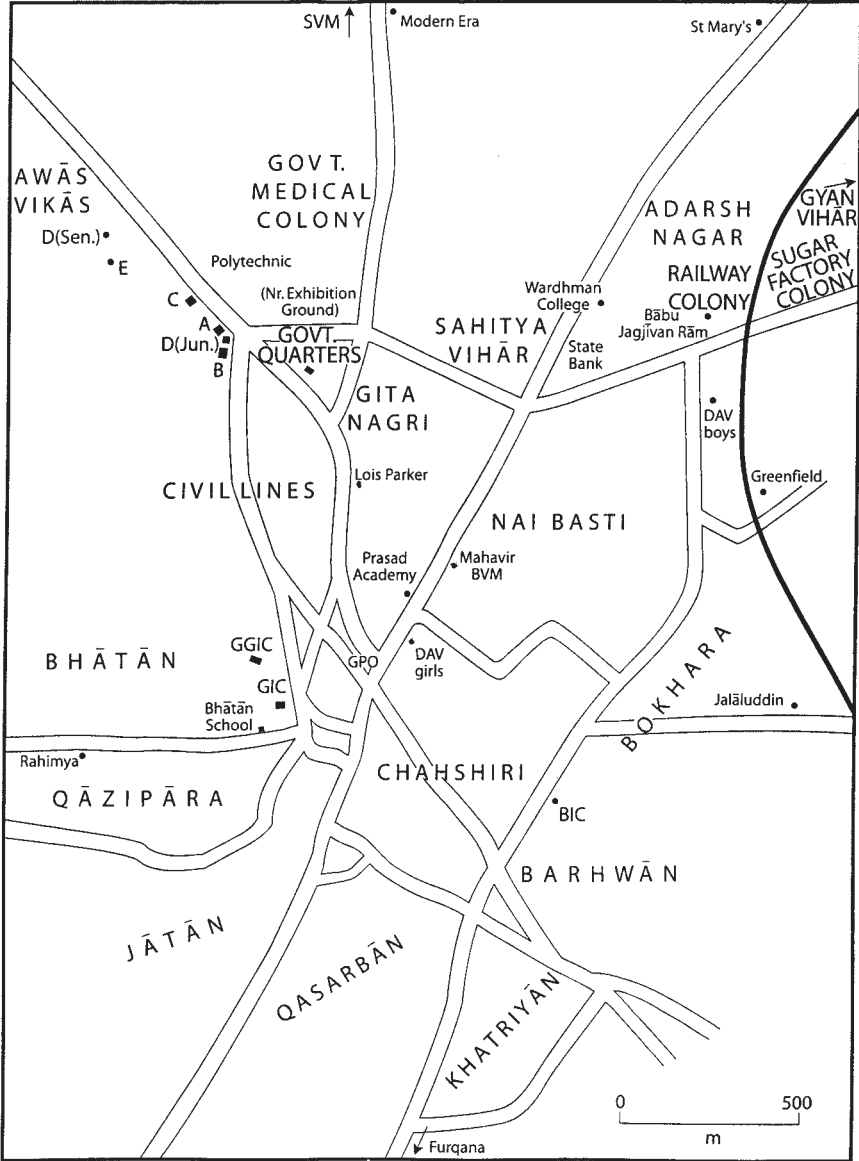 SVM
Modern Era
St Mary's
GOVT.
MEDICAL
COLONY
AWĀS
VIKĀS
GYĀN
VIHĀR
ADARSH
NAGAR
D(Sen.)
E
Polytechnic
SUGAR
FACTORY
COLONY
RAILWAY
COLONY
C
(Nr. Exhibition
Ground)
Wardhman
College
Bābu
Jagjīvan Rām
A
D(Jun.)
B
GOVT.
QUARTERS
SAHITYA
VIHĀR
State
Bank
GITA
NAGRI
DAV
boys
Lois Parker
Greenfield
CIVIL LINES
NAI BASTI
Prasad
Academy
Mahavir
BVM
BHĀTĀN
GGIC
GPO
DAV
girls
BOKHARA
GIC
Bhātān
School
Jalāluddin
Rahimya
CHAHSHIRI
QĀZIPĀRA
BIC
BARHWĀN
JĀTĀN
QASARBĀN
KHATRIYĀN
0 500
m
Furqana